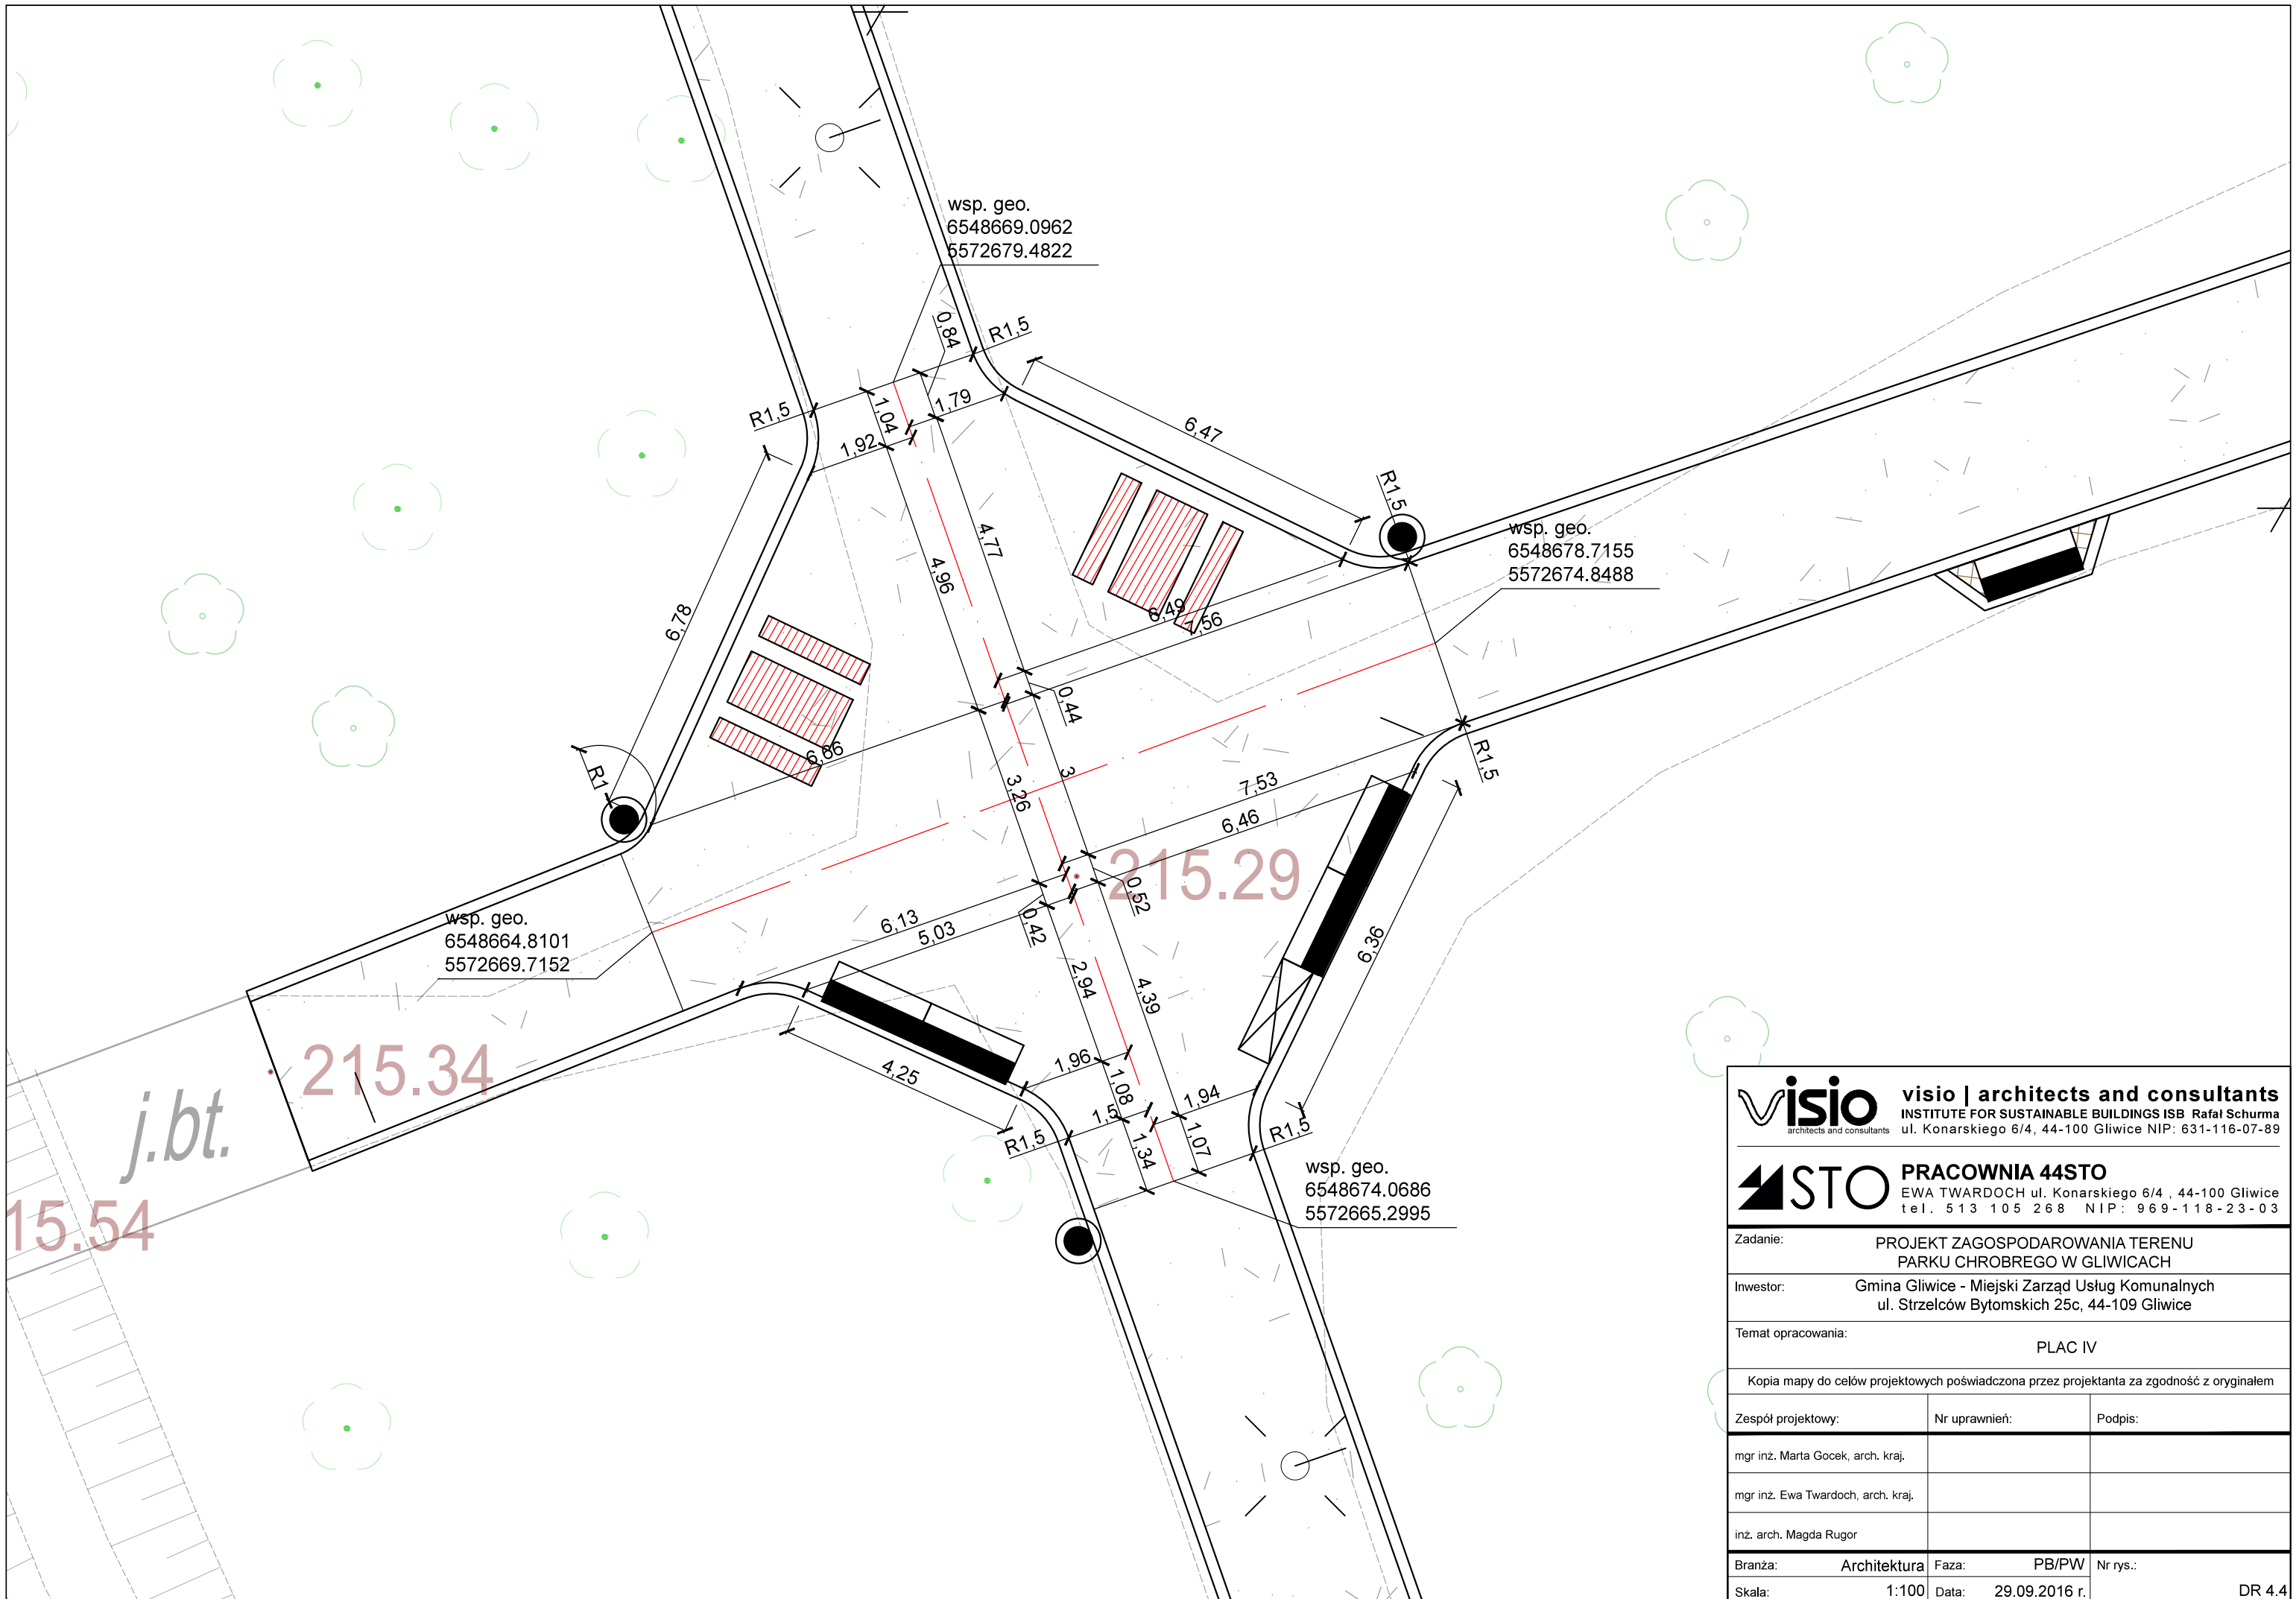 wsp. geo.
6548669.0962
5572679.4822
0,84
R1,5
R1,5
1,04
1,79
1,92
6,47
R1,5
4,77
4,96
wsp. geo.
6548678.7155
5572674.8488
6,78
6,49
7,56
0,44
6,66
R1
3,26
3
7,53
R1,5
6,46
215.29
0,52
wsp. geo.
6548664.8101
5572669.7152
6,13
5,03
0,42
6,36
2,94
4,39
215.34
j.bt.
15.54
4,25
1,96
1,08
1,94
1,5
R1,5
1,34
1,07
R1,5
wsp. geo.
6548674.0686
5572665.2995
visio
architects and consultants
visio | architects and consultants
INSTITUTE FOR SUSTAINABLE BUILDINGS ISB Rafał Schurma
ul. Konarskiego 6/4, 44-100 Gliwice NIP: 631-116-07-89
STO
PRACOWNIA 44STO
EWA TWARDOCH ul. Konarskiego 6/4 , 44-100 Gliwice
tel. 513 105 268 NIP: 969-118-23-03
Zadanie:
PROJEKT ZAGOSPODAROWANIA TERENU
PARKU CHROBREGO W GLIWICACH
Inwestor:
Gmina Gliwice - Miejski Zarząd Usług Komunalnych
ul. Strzelców Bytomskich 25c, 44-109 Gliwice
Temat opracowania:
PLAC IV
Kopia mapy do celów projektowych poświadczona przez projektanta za zgodność z oryginałem
Zespół projektowy: Nr uprawnień: Podpis:
mgr inż. Marta Gocek, arch. kraj.
mgr inż. Ewa Twardoch, arch. kraj.
inż. arch. Magda Rugor
Branża: Architektura Faza: PB/PW Nr rys.:
Skala: 1:100 Data: 29.09.2016 r. DR 4.4